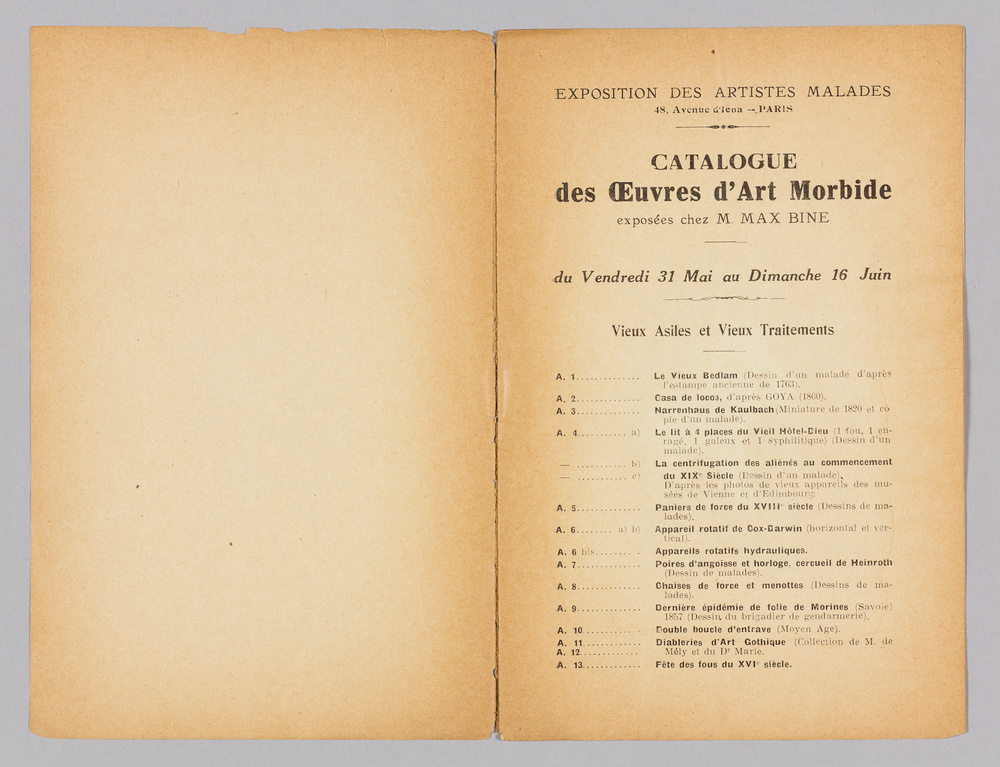 EXPOSITION DES ARTISTES MALADES
48, Avenue d'Iena — PARIS
CATALOGUE
des Œuvres d'Art Morbide
exposées chez M. MAX BINE
du Vendredi 31 Mai au Dimanche 16 Juin
Vieux Asiles et Vieux Traitements
A. 1.............. Le Vieux Bedlam (Dessin d'un malade d'après
l'estampe ancienne de 1763).
A. 2.............. Casa de locos, d'après GOYA (1860).
A. 3.............. Narrenhaus de Kaulbach (Miniature de 1820 et co
pie d'un malade).
A. 4........... a) Le lit à 4 places du Vieil Hôtel-Dieu (1 fou, 1 en-
ragé, 1 galeux et 1 syphilitique) (Dessin d'un
malade).
— ........... b) La centrifugation des aliénés au commencement
— ........... c) du XIXe Siècle (Dessin d'un malade).
D'après les photos de vieux appareils des mu-
sées de Vienne et d'Edimbourg
A. 5.............. Paniers de force du XVIIIe siècle (Dessins de ma-
lades).
A. 6........ a) b) Appareil rotatif de Cox-Darwin (horizontal et ver-
tical).
A. 6 bis.......... Appareils rotatifs hydrauliques.
A. 7.............. Poires d'angoisse et horloge, cercueil de Heinroth
(Dessin de malades).
A. 8.............. Chaises de force et menottes (Dessins de ma-
lades).
A. 9.............. Dernière épidémie de folie de Morines (Savoie)
1857 (Dessin, du brigadier de gendarmerie).
A. 10............. Double boucle d'entrave (Moyen Age).
A. 11............. Diableries d'Art Gothique (Collection de M. de
A. 12............. Mély et du Dr Marie.
A. 13............. Fête des fous du XVIe siècle.